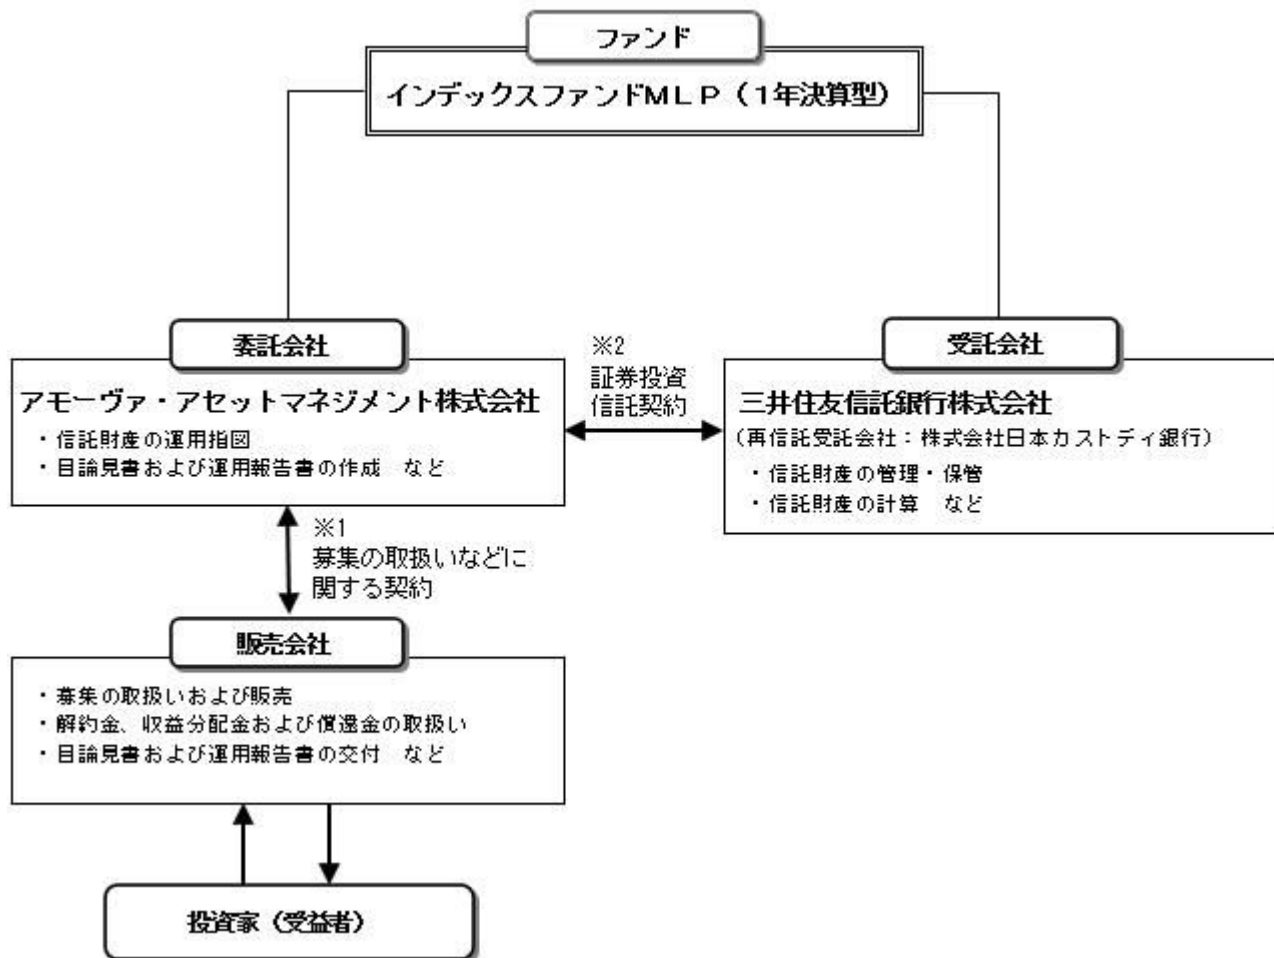 ファンド
インデックスファンドMLP（1年決算型）
委託会社
アモーヴァ・アセットマネジメント株式会社
・信託財産の運用指図
・目論見書および運用報告書の作成　など
※2
証券投資
信託契約
受託会社
三井住友信託銀行株式会社
（再信託受託会社：株式会社日本カストディ銀行）
・信託財産の管理・保管
・信託財産の計算　など
※1
募集の取扱いなどに
関する契約
販売会社
・募集の取扱いおよび販売
・解約金、収益分配金および償還金の取扱い
・目論見書および運用報告書の交付　など
投資家（受益者）